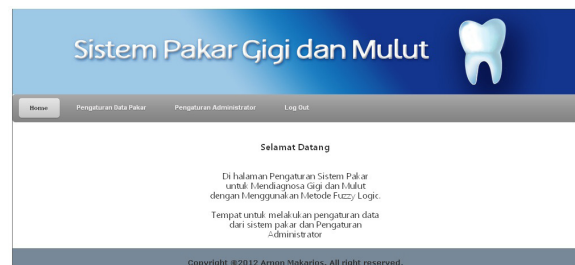 Sistem Pakar Gigi dan Mulut
Home Pengaturan Data Pakar Pengaturan Administrator Log Out
Selamat Datang
Di halaman Pengaturan Sistem Pakar
untuk Mendiagnosa Gigi dan Mulut
dengan Menggunakan Metode Fuzzy Logic.
Tempat untuk melakukan pengaturan data
dari sistem pakar dan Pengaturan
Administrator
Copyright @2012 Arnon Makarios. All right reserved.